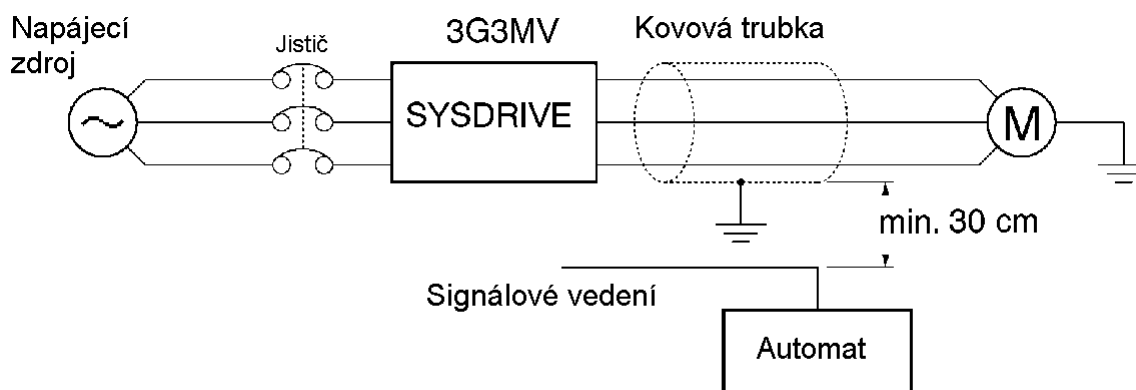 Napájecí
zdroj
Jistič
3G3MV
Kovová trubka
SYSDRIVE
M
min. 30 cm
Signálové vedení
Automat